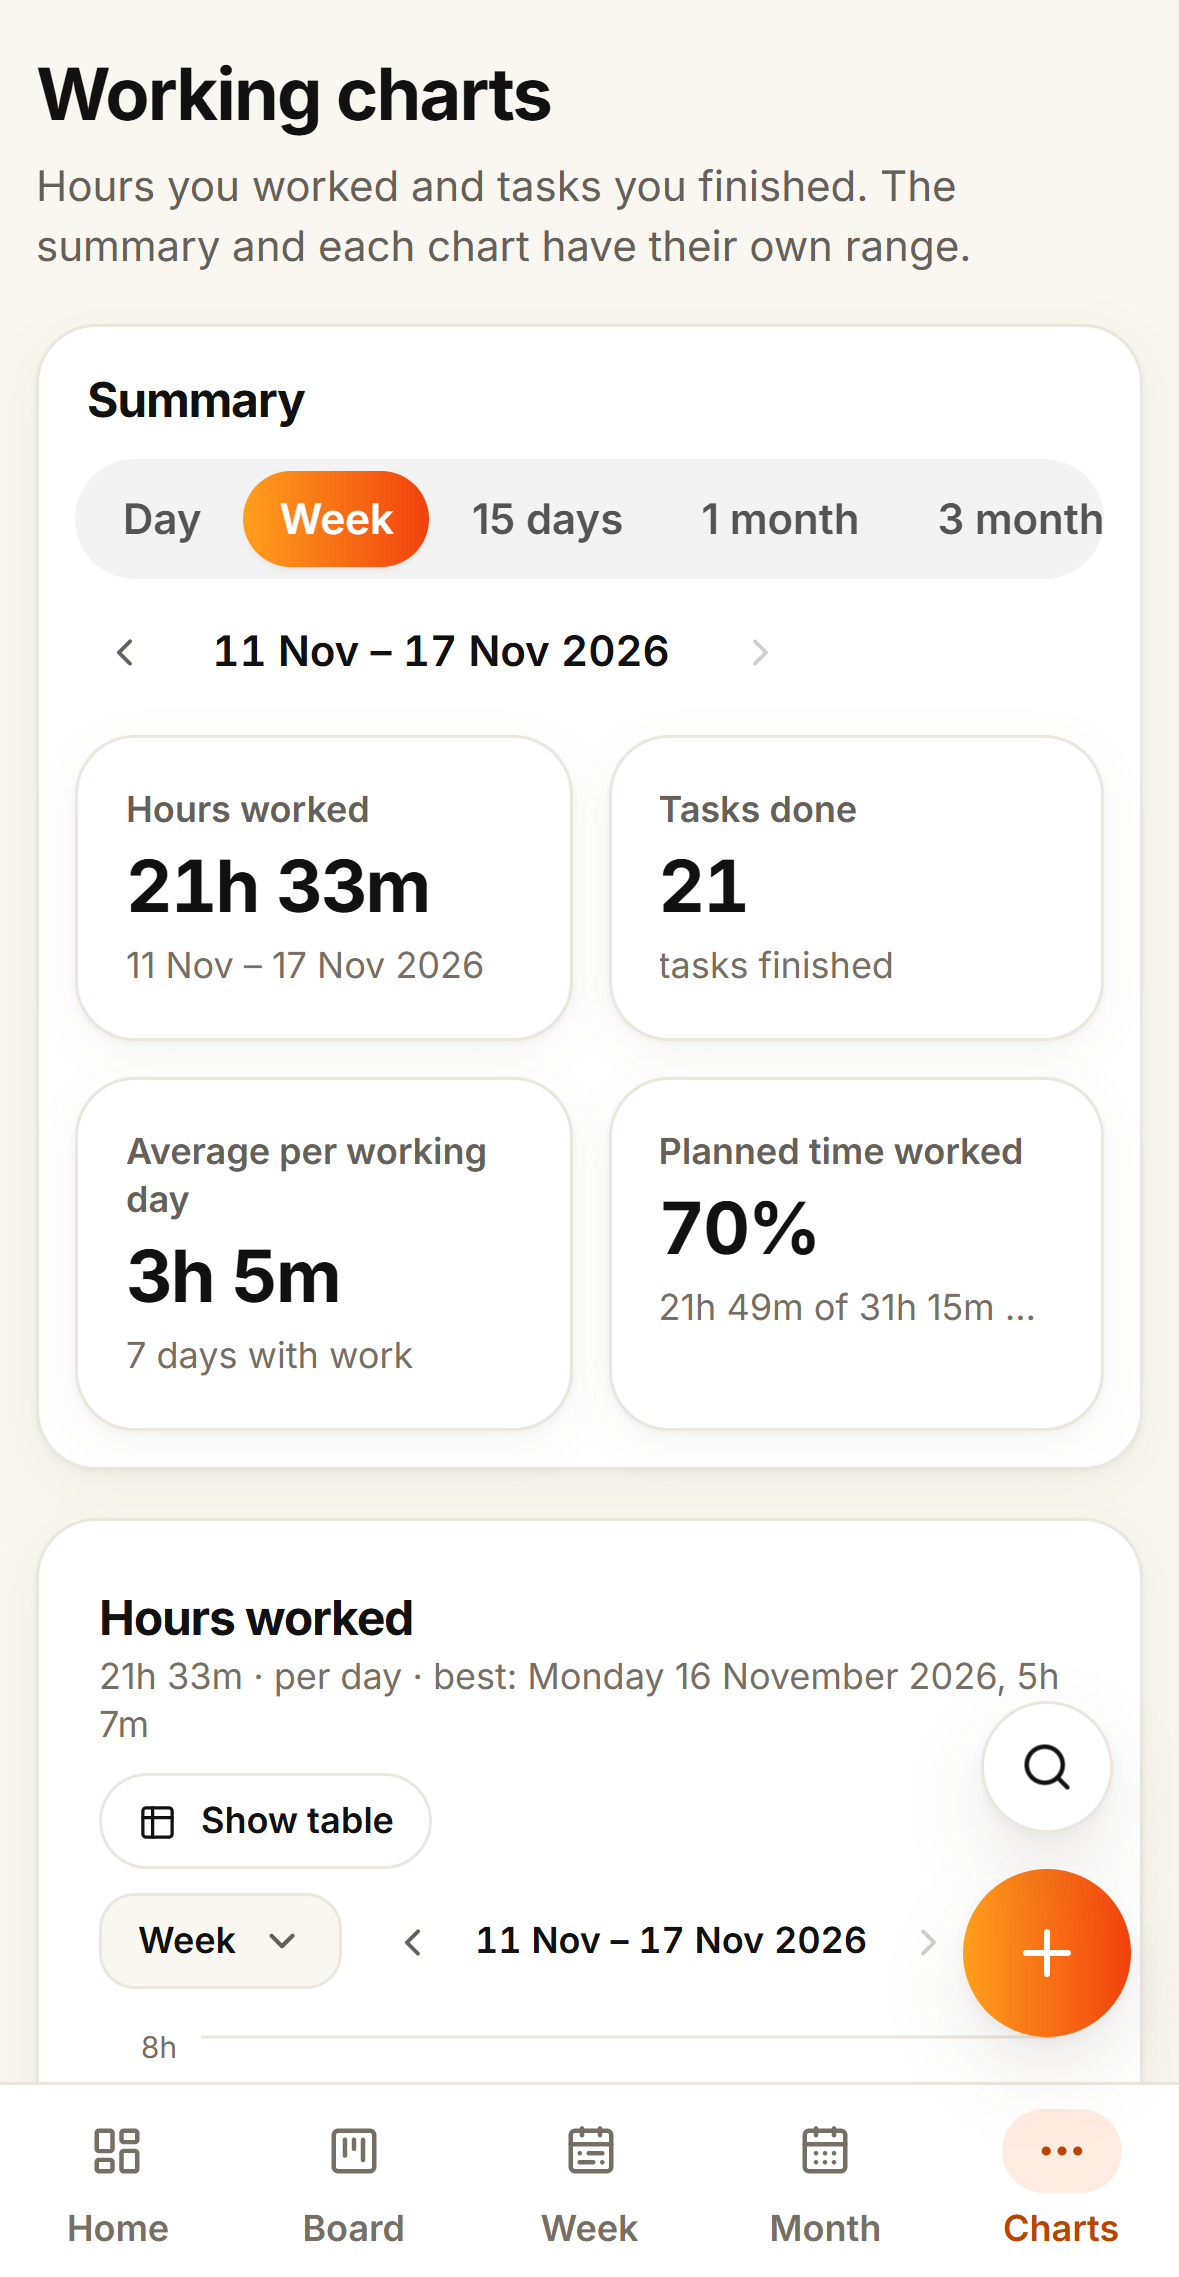 Working charts
Hours you worked and tasks you finished. The
summary and each chart have their own range.
Summary
Day Week 15 days 1 month 3 month
11 Nov – 17 Nov 2026
Hours worked
21h 33m
11 Nov – 17 Nov 2026
Tasks done
21
tasks finished
Average per working
day
3h 5m
7 days with work
Planned time worked
70%
21h 49m of 31h 15m ...
Hours worked
21h 33m · per day · best: Monday 16 November 2026, 5h
7m
Show table
Week 11 Nov – 17 Nov 2026
8h
Home Board Week Month Charts